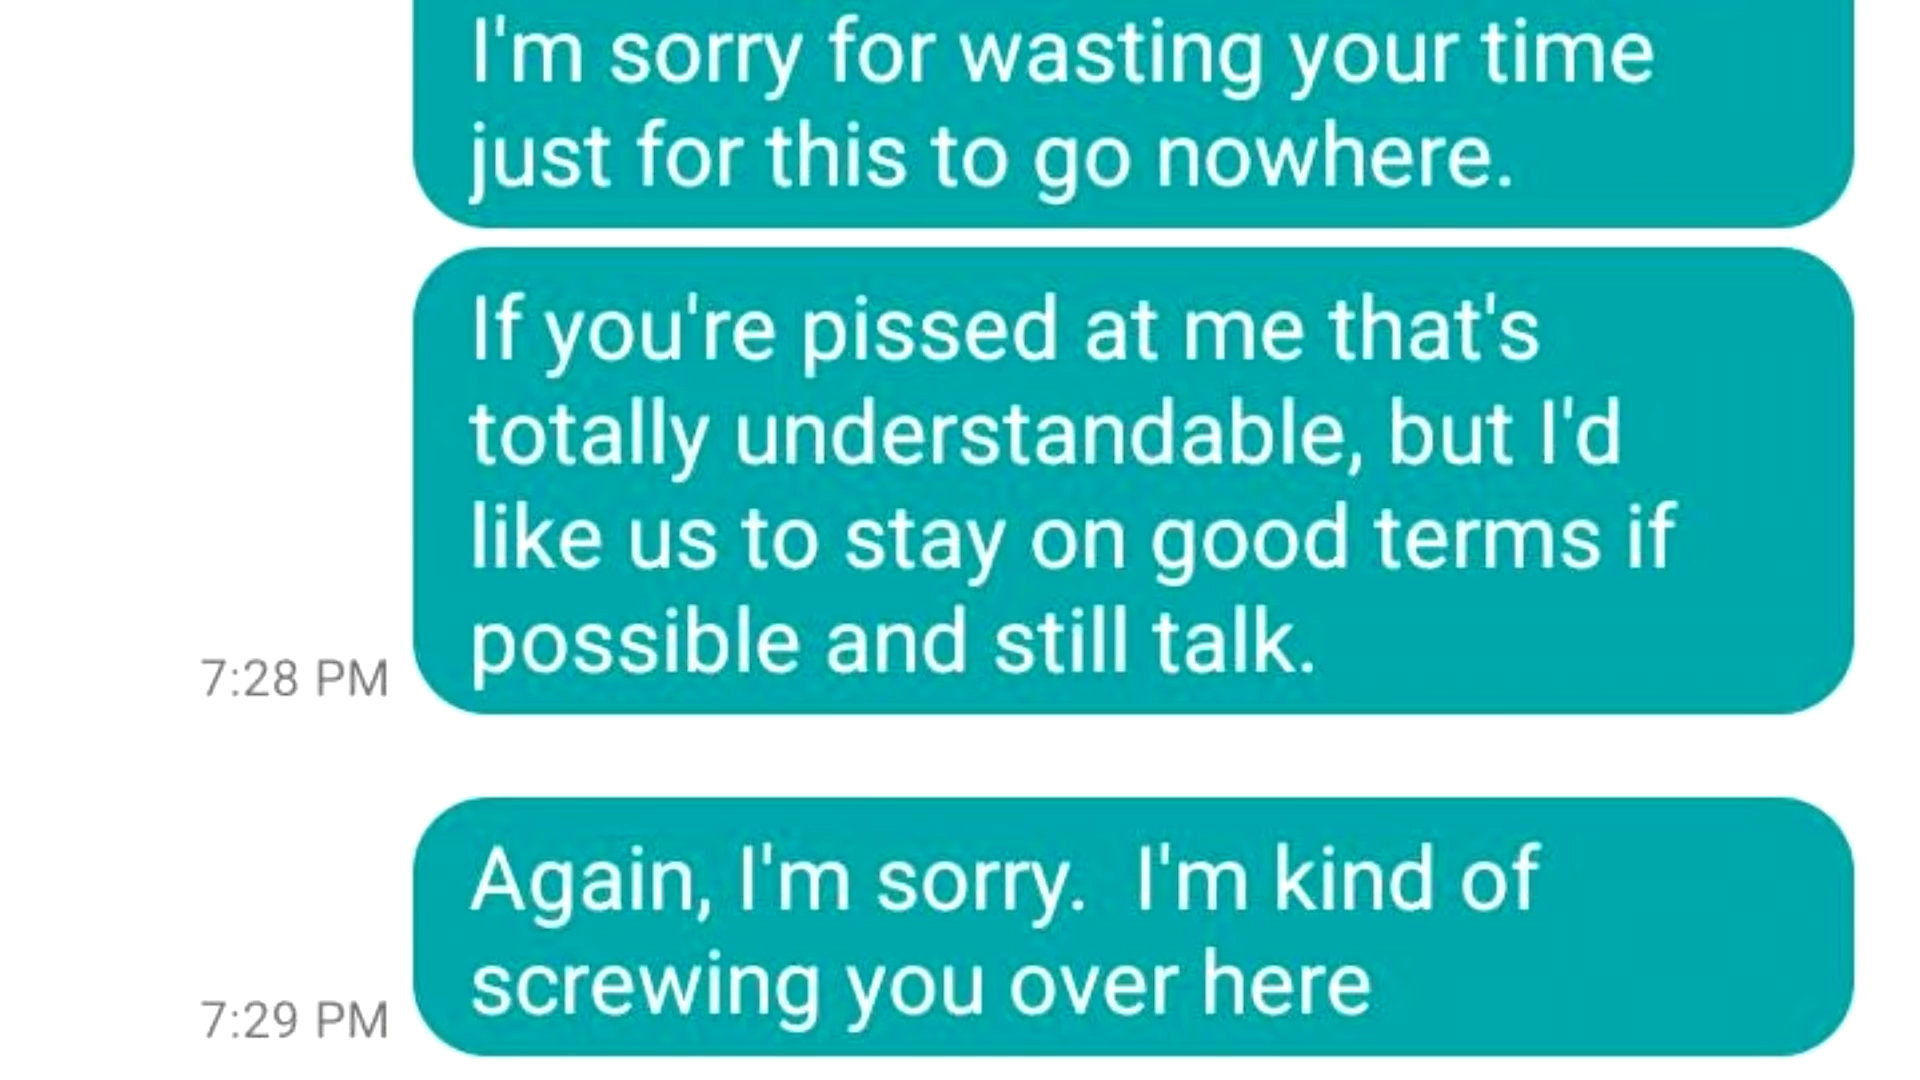 I'm sorry for wasting your time
just for this to go nowhere.
If you're pissed at me that's
totally understandable, but I'd
like us to stay on good terms if
possible and still talk.
7:28 PM
Again, I'm sorry.  I'm kind of
screwing you over here
7:29 PM